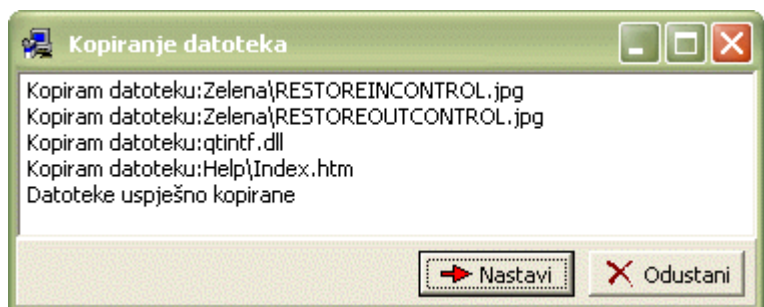 Kopiranje datoteka
Kopiram datoteku:Zelena\RESTOREINCONTROL.jpg
Kopiram datoteku:Zelena\RESTOREOUTCONTROL.jpg
Kopiram datoteku:qtintf.dll
Kopiram datoteku:Help\Index.htm
Datoteke uspješno kopirane
Nastavi Odustani